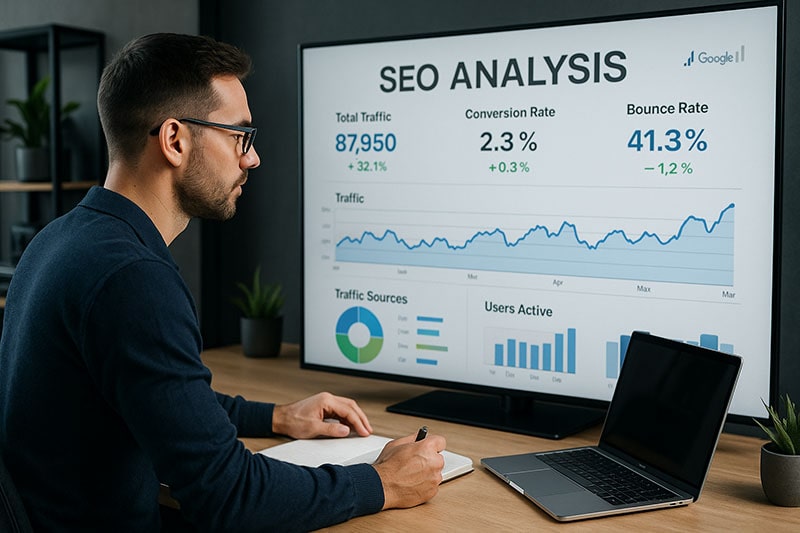 SEO ANALYSIS
Google
Total Traffic
87,950
+ 32.1%
Conversion Rate
2.3 %
+0.3%
Bounce Rate
41.3%
−1,2 %
Traffic
Apr
Max
Mar
Traffic Sources
Users Active